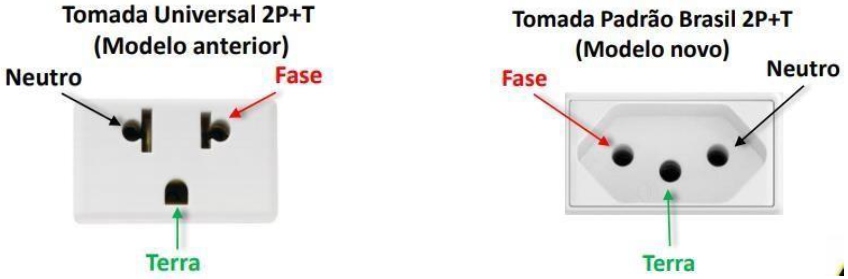 Tomada Universal 2P+T
(Modelo anterior)
Neutro
Fase
Terra
Tomada Padrão Brasil 2P+T
(Modelo novo)
Fase
Neutro
Terra